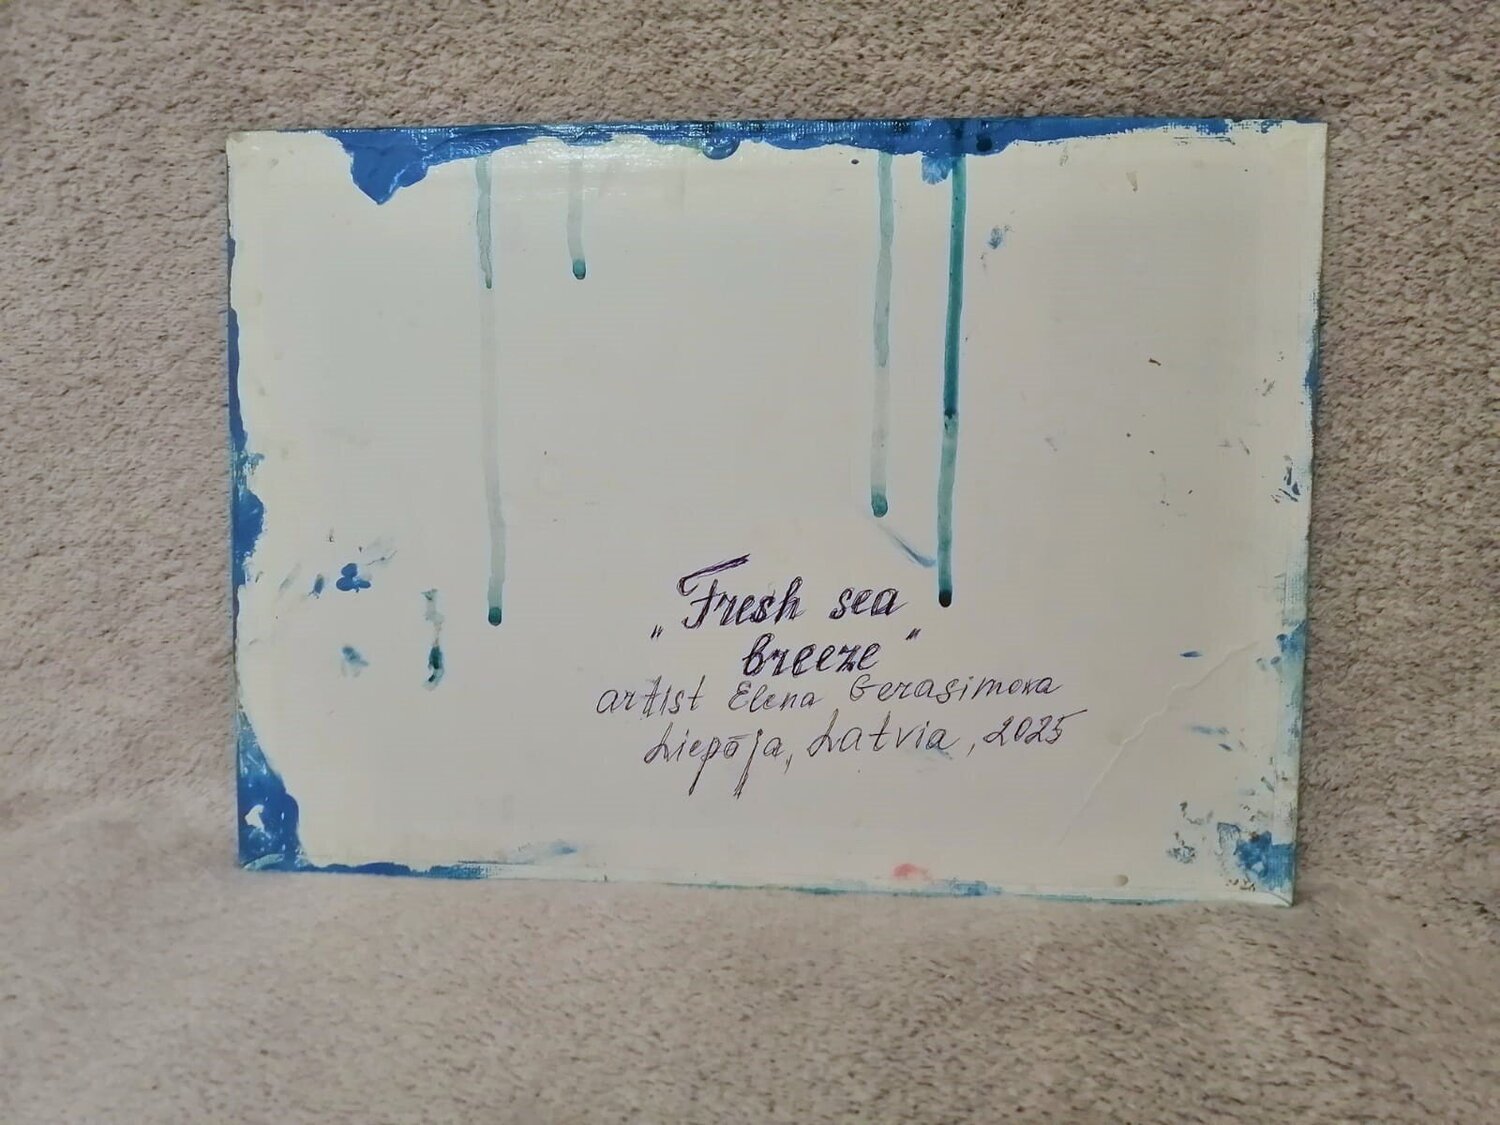 „Fresh sea
breeze"
artist Elena Gerasimova
Liepāja, Latvia, 2025